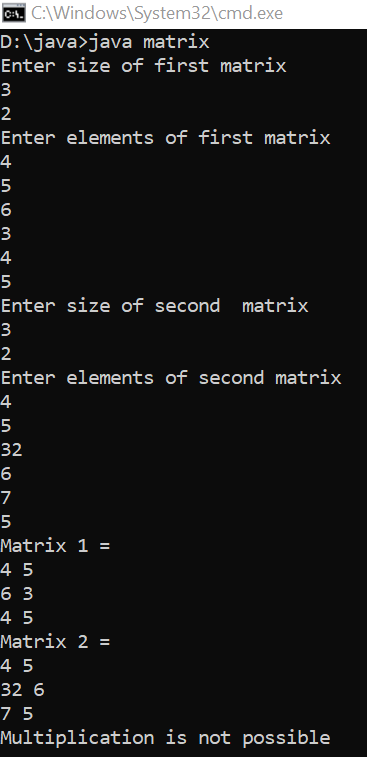 C:\Windows\System32\cmd.exe
D:\java>java matrix
Enter size of first matrix
3
2
Enter elements of first matrix
4
5
6
3
4
5
Enter size of second  matrix
3
2
Enter elements of second matrix
4
5
32
6
7
5
Matrix 1 =
4 5
6 3
4 5
Matrix 2 =
4 5
32 6
7 5
Multiplication is not possible